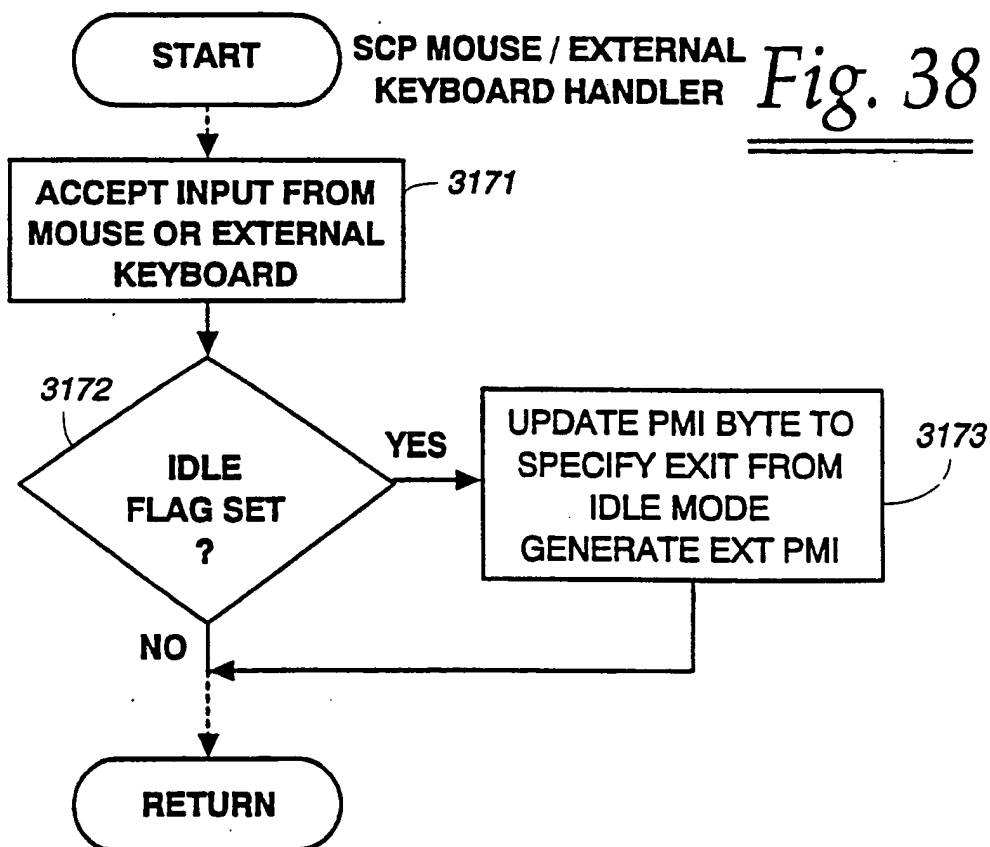 START
SCP MOUSE / EXTERNAL
KEYBOARD HANDLER
Fig. 38
ACCEPT INPUT FROM
MOUSE OR EXTERNAL
KEYBOARD
3171
3172
IDLE
FLAG SET
?
YES
UPDATE PMI BYTE TO
SPECIFY EXIT FROM
IDLE MODE
GENERATE EXT PMI
3173
NO
RETURN